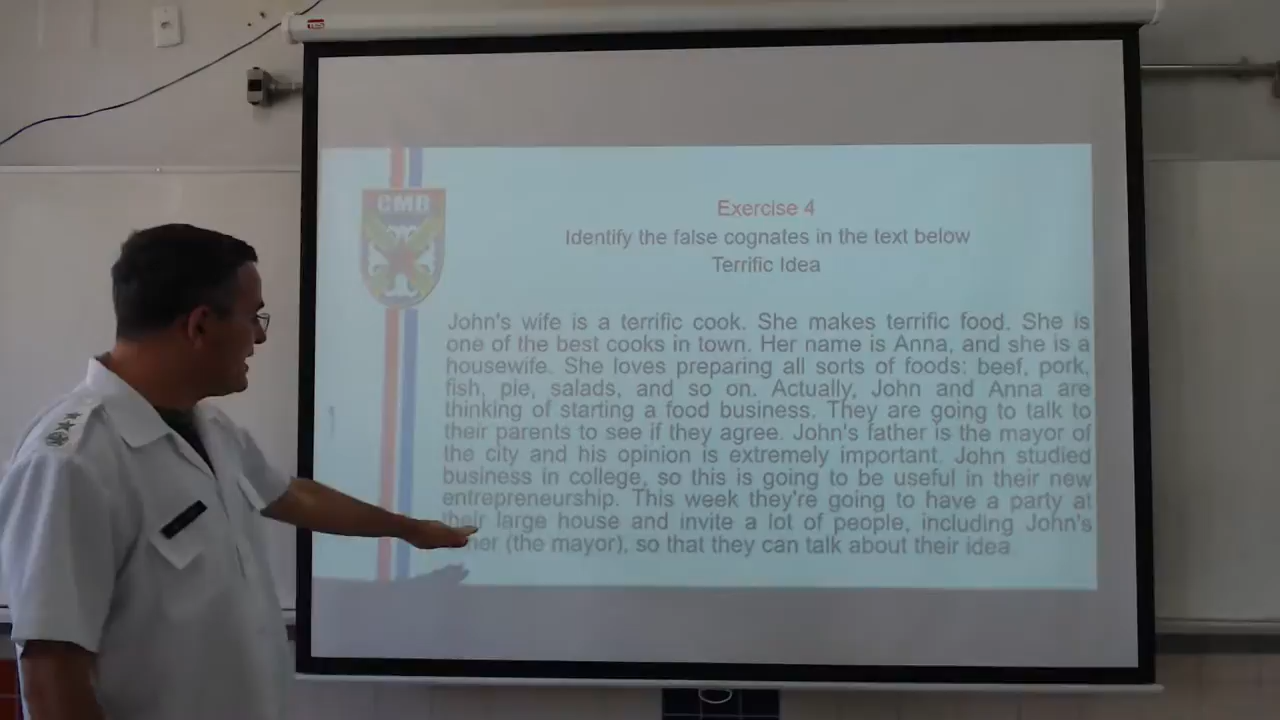 CMB
Exercise 4
Identify the false cognates in the text below
Terrific Idea
John's wife is a terrific cook. She makes terrific food. She is
one of the best cooks in town. Her name is Anna, and she is a
housewife. She loves preparing all sorts of foods: beef, pork,
fish, pie, salads, and so on. Actually, John and Anna are
thinking of starting a food business. They are going to talk to
their parents to see if they agree. John's father is the mayor of
the city and his opinion is extremely important. John studied
business in college, so this is going to be useful in their new
entrepreneurship. This week they're going to have a party at
their large house and invite a lot of people, including John's
(the mayor), so that they can talk about their idea